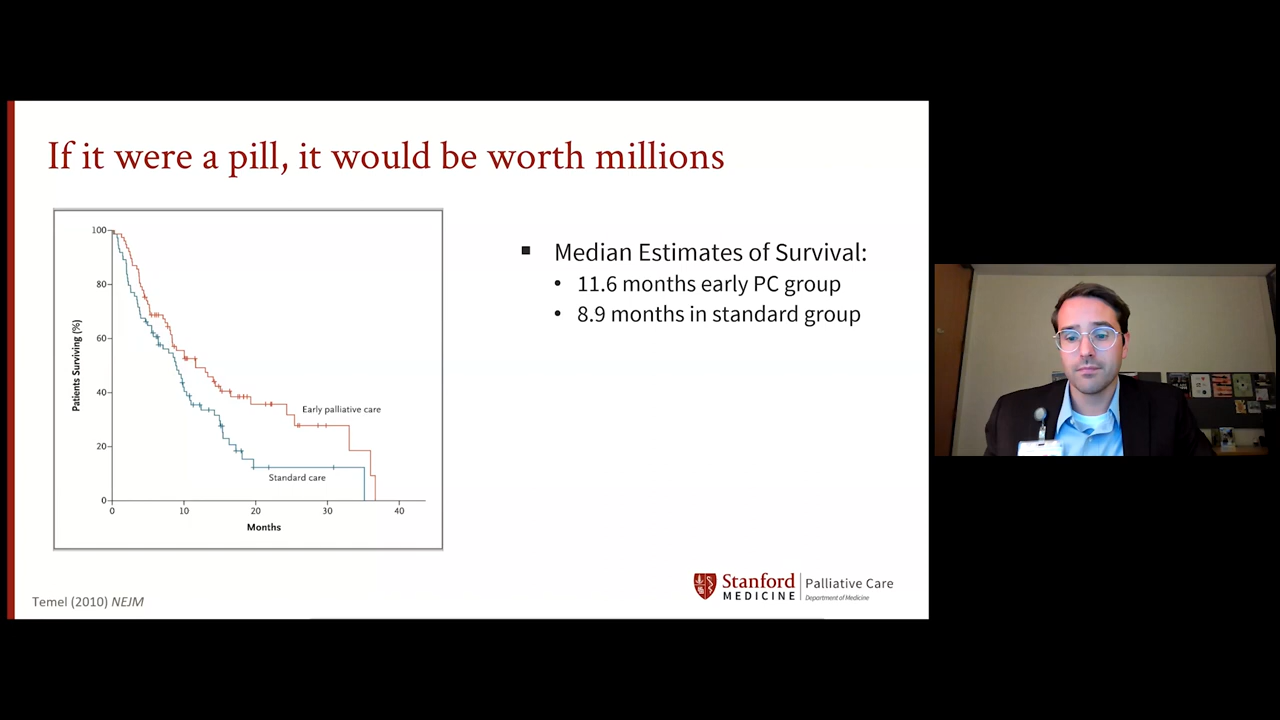 If it were a pill, it would be worth millions
100
80
60
40
20
0
Patients Surviving (%)
Early palliative care
Standard care
0 10 20 30 40
Months
■ Median Estimates of Survival:
• 11.6 months early PC group
• 8.9 months in standard group
Temel (2010) NEJM
Stanford
MEDICINE
Palliative Care
Department of Medicine